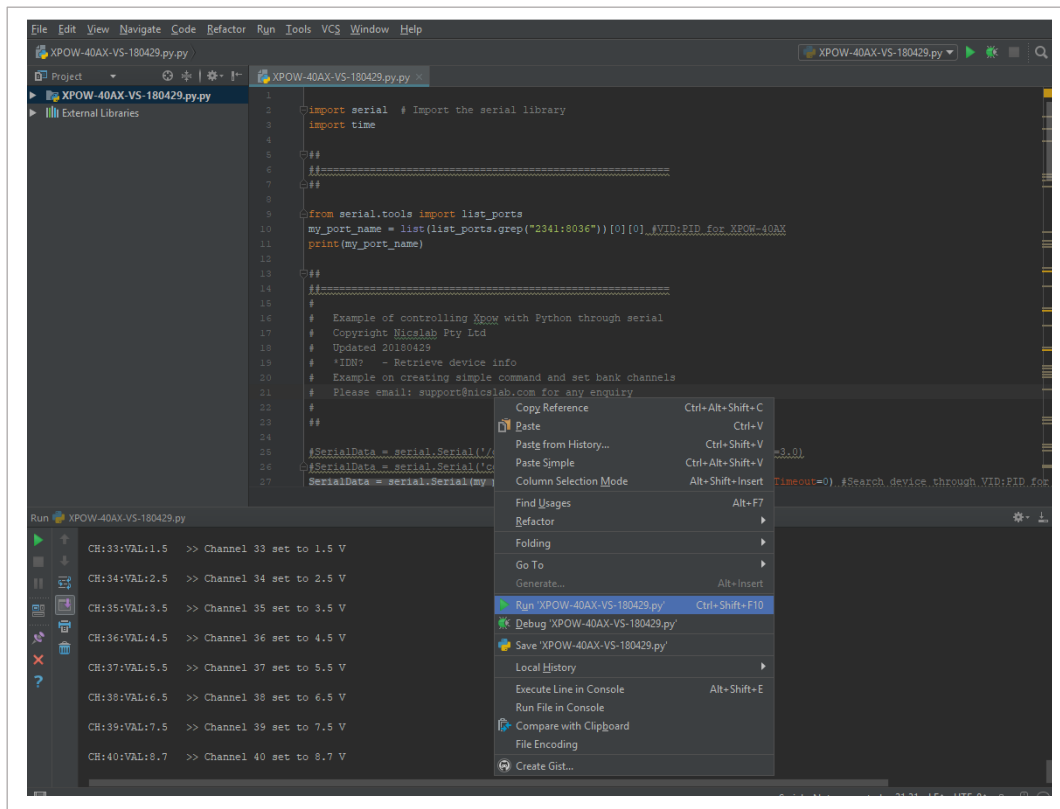 File Edit View Navigate Code Refactor Run Tools VCS Window Help
XPOW-40AX-VS-180429.py.py
XPOW-40AX-VS-180429.py
Project
XPOW-40AX-VS-180429.py.py
XPOW-40AX-VS-180429.py.py
External Libraries
1
2 import serial # Import the serial library
3 import time
4
5 ##
6 ##==========================================================
7 ##
8
9 from serial.tools import list_ports
10 my_port_name = list(list_ports.grep("2341:8036"))[0][0] #VID:PID for XPOW-40AX
11 print(my_port_name)
12
13 ##
14 ##==========================================================
15 #
16 # Example of controlling Xpow with Python through serial
17 # Copyright Nicslab Pty Ltd
18 # Updated 20180429
19 # *IDN? - Retrieve device info
20 # Example on creating simple command and set bank channels
21 # Please email: support@nicslab.com for any enquiry
22 #
23 ##
24
25 #SerialData = serial.Serial('/ =3.0)
26 #SerialData = serial.Serial('c
27 SerialData = serial.Serial(my_p Timeout=0) #Search device through VID:PID for
Copy Reference Ctrl+Alt+Shift+C
Paste Ctrl+V
Paste from History... Ctrl+Shift+V
Paste Simple Ctrl+Alt+Shift+V
Column Selection Mode Alt+Shift+Insert
Find Usages Alt+F7
Refactor
Folding
Go To
Generate... Alt+Insert
Run 'XPOW-40AX-VS-180429.py' Ctrl+Shift+F10
Debug 'XPOW-40AX-VS-180429.py'
Save 'XPOW-40AX-VS-180429.py'
Local History
Execute Line in Console Alt+Shift+E
Run File in Console
Compare with Clipboard
File Encoding
Create Gist...
Run XPOW-40AX-VS-180429.py
CH:33:VAL:1.5 >> Channel 33 set to 1.5 V
CH:34:VAL:2.5 >> Channel 34 set to 2.5 V
CH:35:VAL:3.5 >> Channel 35 set to 3.5 V
CH:36:VAL:4.5 >> Channel 36 set to 4.5 V
CH:37:VAL:5.5 >> Channel 37 set to 5.5 V
CH:38:VAL:6.5 >> Channel 38 set to 6.5 V
CH:39:VAL:7.5 >> Channel 39 set to 7.5 V
CH:40:VAL:8.7 >> Channel 40 set to 8.7 V